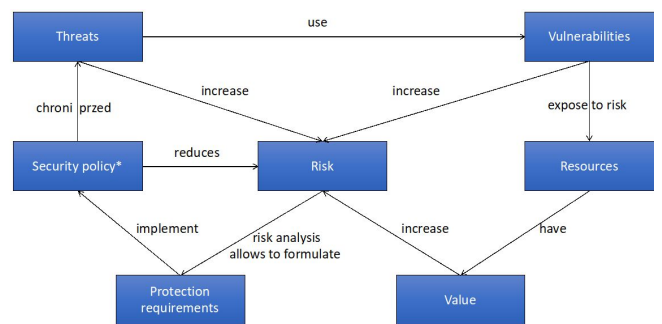 use
Threats
Vulnerabilities
increase
increase
chroni przed
expose to risk
Security policy*
reduces
Risk
Resources
implement
risk analysis
allows to formulate
increase
have
Protection
requirements
Value